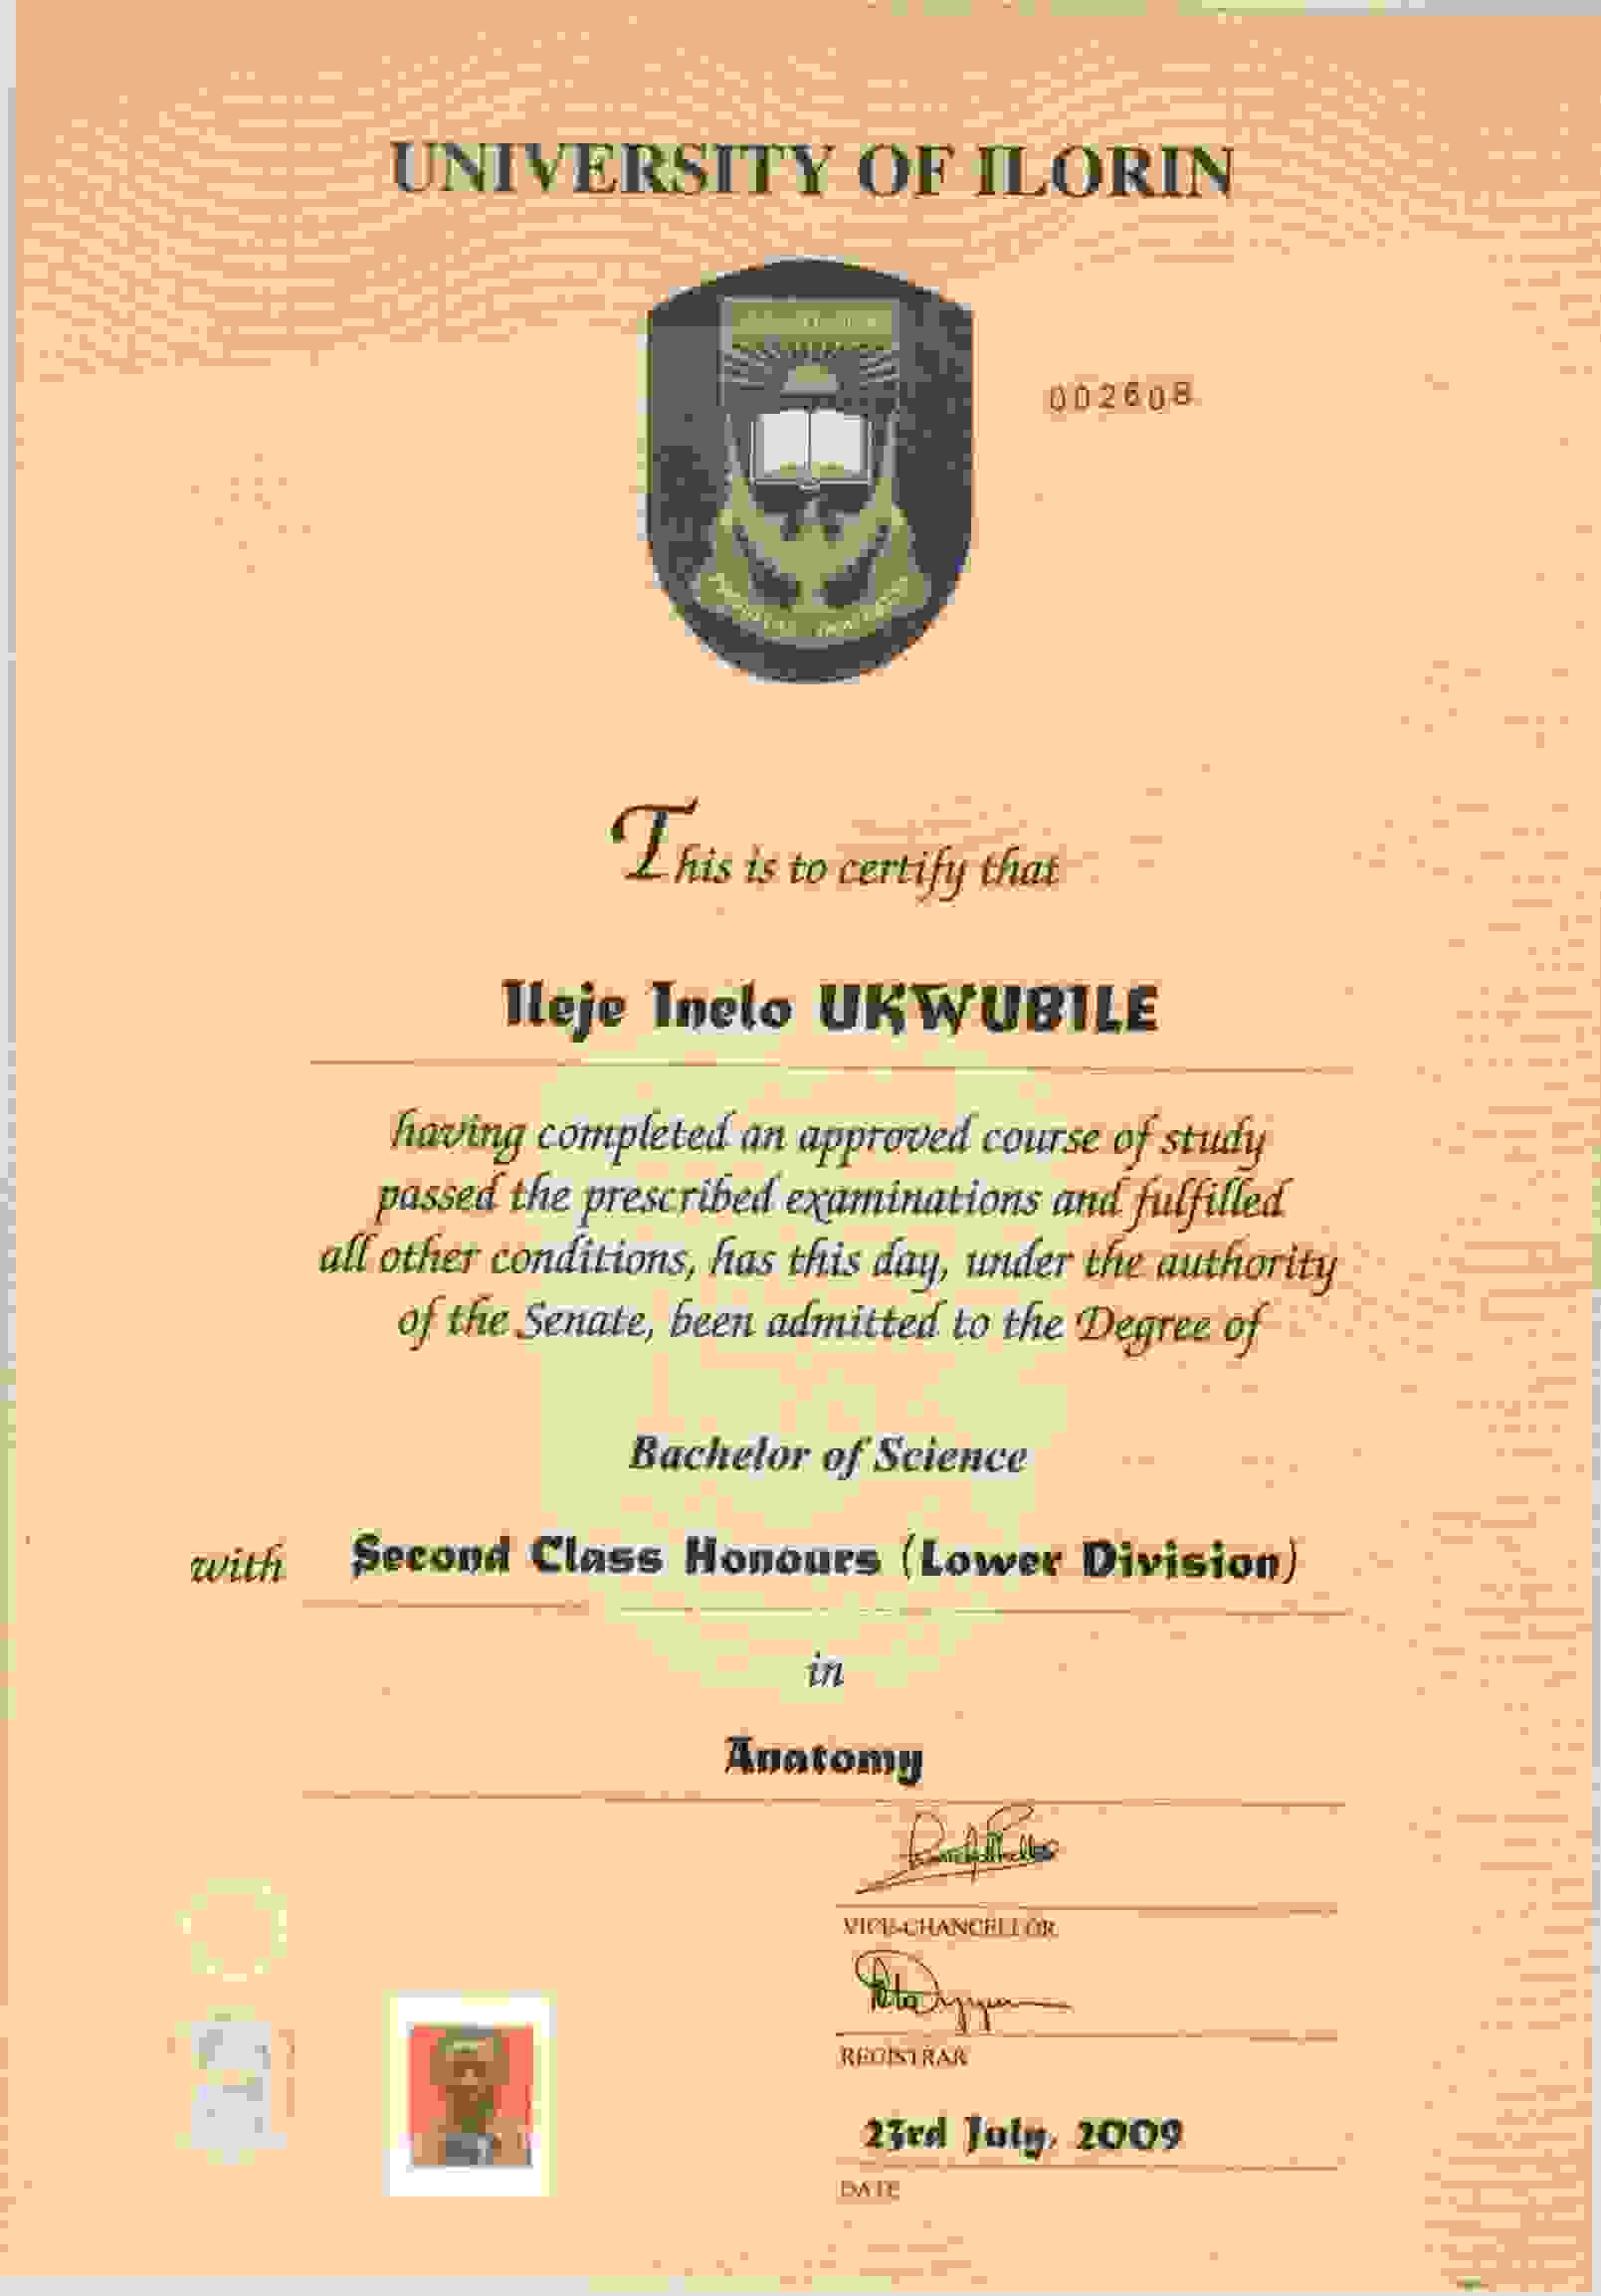 UNIVERSITY OF ILORIN
002608
This is to certify that
Ileje Inelo UKWUBILE
having completed an approved course of study
passed the prescribed examinations and fulfilled
all other conditions, has this day, under the authority
of the Senate, been admitted to the Degree of
Bachelor of Science
with Second Class Honours (Lower Division)
in
Anatomy
VICE-CHANCELLOR
REGISTRAR
23rd July, 2009
DATE